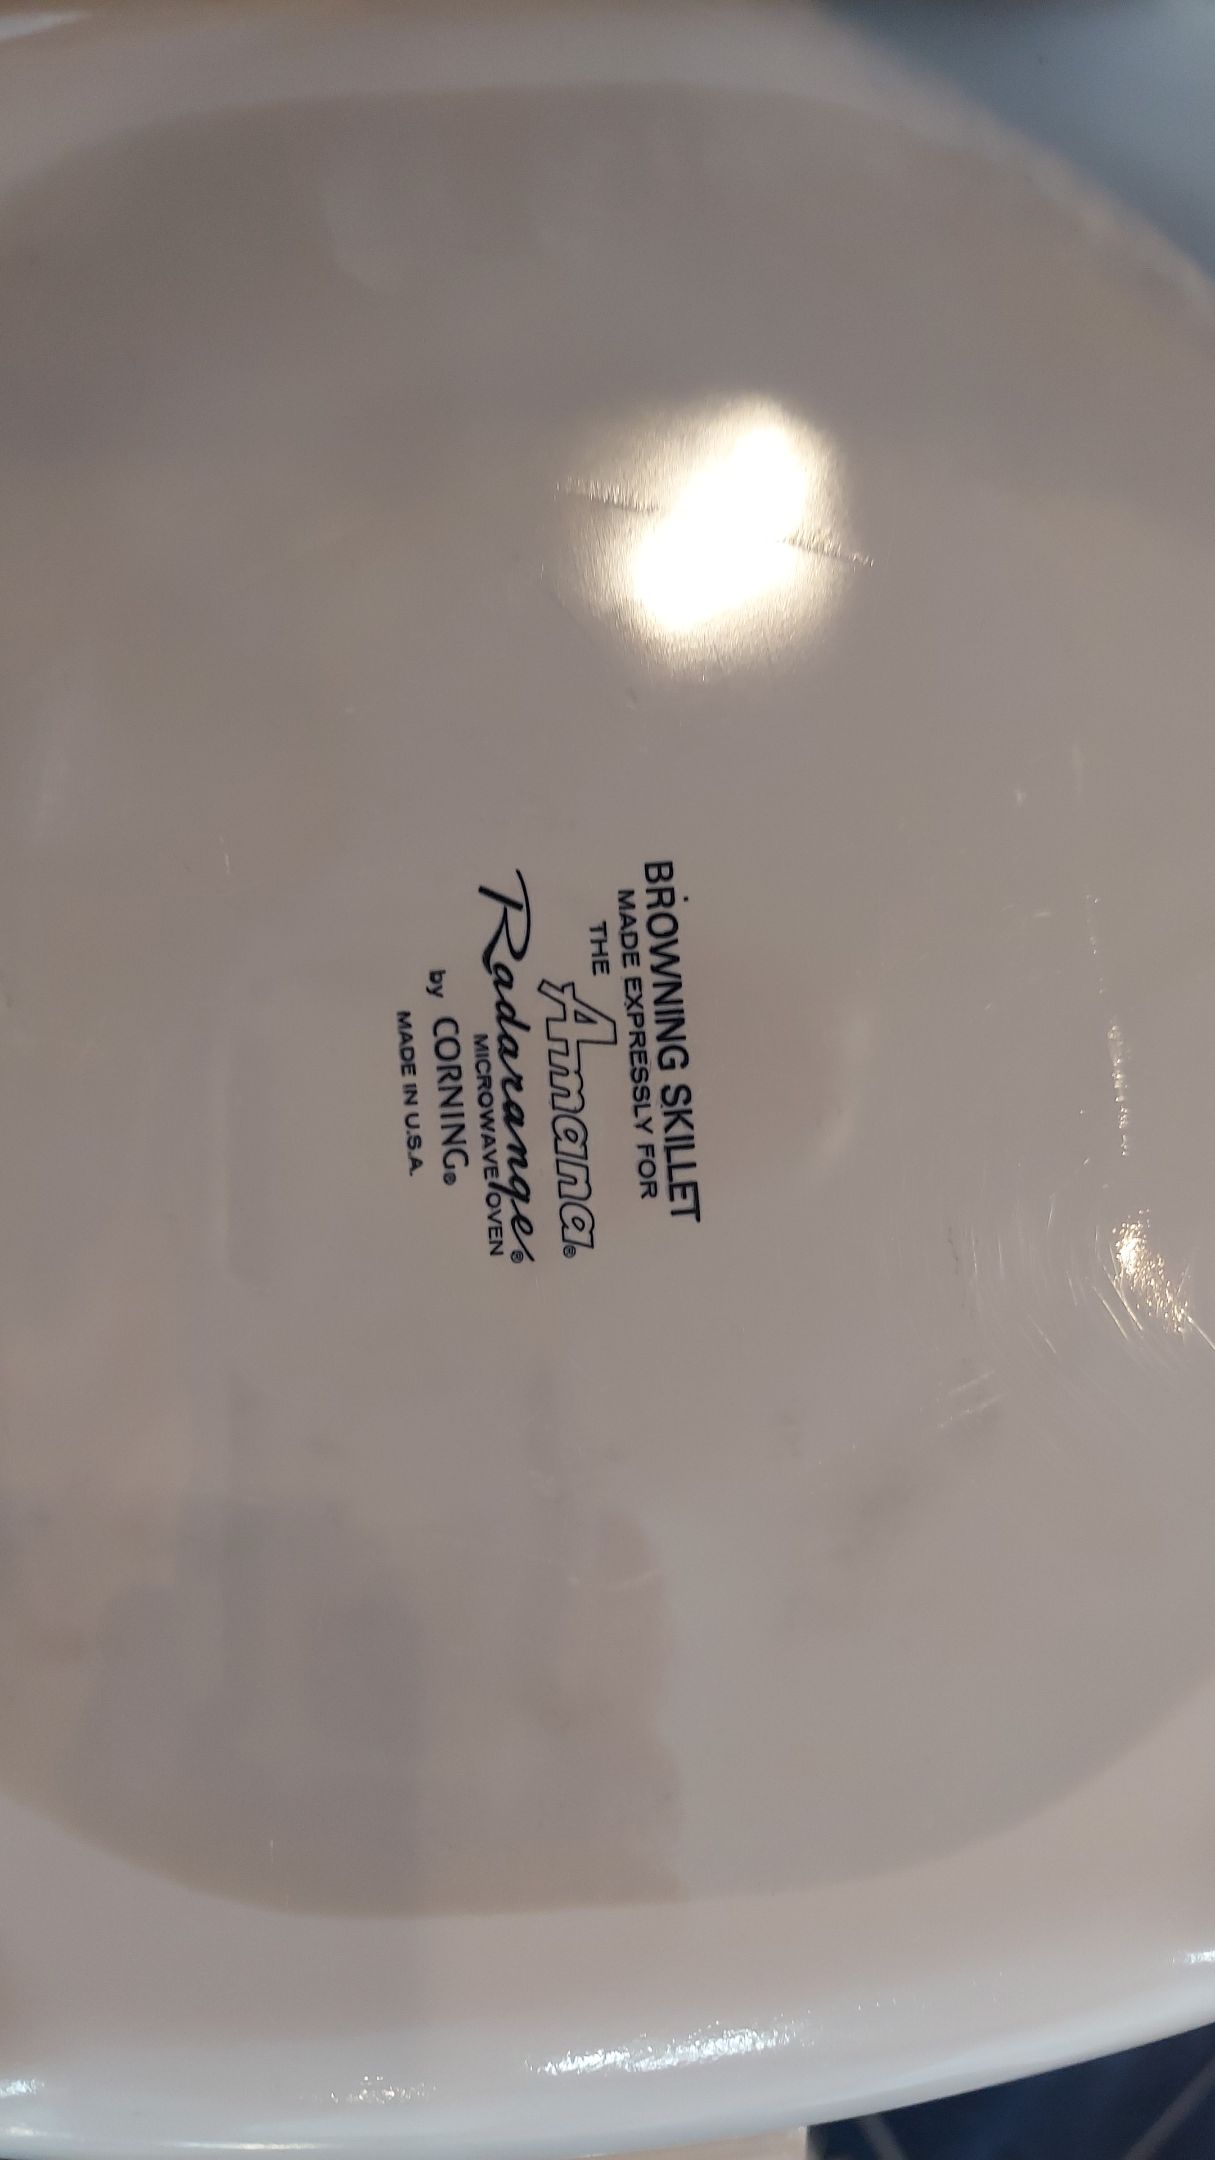 BROWNING SKILLET
MADE EXPRESSLY FOR
THE
Amana®
Radarange®
MICROWAVE OVEN
by CORNING®
MADE IN U.S.A.